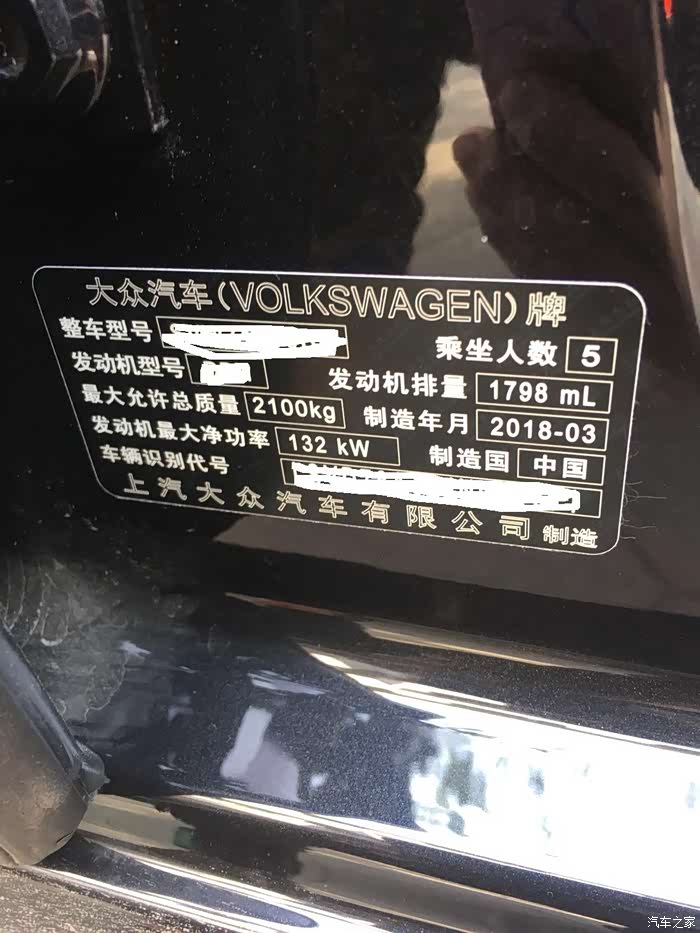 大众汽车(VOLKSWAGEN)牌
整车型号 乘坐人数 5
发动机型号 发动机排量 1798 mL
最大允许总质量 2100kg 制造年月 2018-03
发动机最大净功率 132 kW 制造国 中国
车辆识别代号
上汽大众汽车有限公司 制造
汽车之家